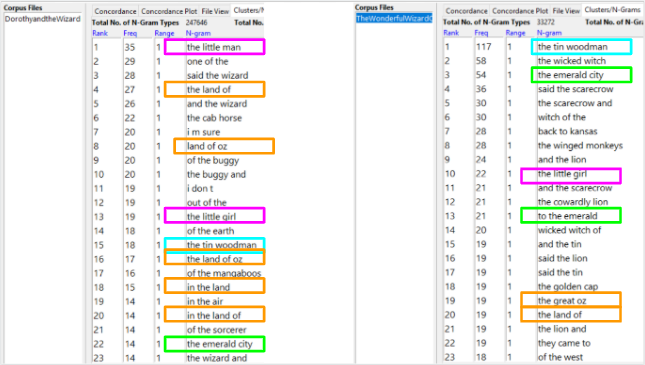 Corpus Files
DorothyandtheWizard
Concordance Concordance Plot File View Clusters/N
Total No. of N-Gram Types 247646 Total No.
Rank Freq Range N-gram
1 35 1 the little man
2 29 1 one of the
3 28 1 said the wizard
4 27 1 the land of
5 26 1 and the wizard
6 22 1 the cab horse
7 20 1 i m sure
8 20 1 land of oz
9 20 1 of the buggy
10 20 1 the buggy and
11 19 1 i don t
12 19 1 out of the
13 19 1 the little girl
14 18 1 of the earth
15 18 1 the tin woodman
16 17 1 the land of oz
17 16 1 of the mangaboos
18 15 1 in the land
19 14 1 in the air
20 14 1 in the land of
21 14 1 of the sorcerer
22 14 1 the emerald city
23 14 1 the wizard and
Corpus Files
TheWonderfulWizardO
Concordance Concordance Plot File View Clusters/N-Grams
Total No. of N-Gram Types 33272 Total No. of N-Gra
Rank Freq Range N-gram
1 117 1 the tin woodman
2 58 1 the wicked witch
3 54 1 the emerald city
4 36 1 said the scarecrow
5 30 1 the scarecrow and
6 30 1 witch of the
7 28 1 back to kansas
8 28 1 the winged monkeys
9 24 1 and the lion
10 22 1 the little girl
11 21 1 and the scarecrow
12 21 1 the cowardly lion
13 21 1 to the emerald
14 20 1 wicked witch of
15 19 1 and the tin
16 19 1 said the lion
17 19 1 said the tin
18 19 1 the golden cap
19 19 1 the great oz
20 19 1 the land of
21 19 1 the lion and
22 19 1 they came to
23 18 1 of the west